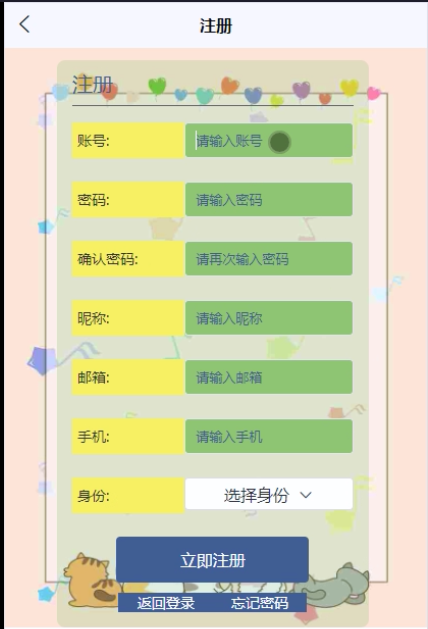 注册
注册
账号: 请输入账号
密码: 请输入密码
确认密码: 请再次输入密码
昵称: 请输入昵称
邮箱: 请输入邮箱
手机: 请输入手机
身份: 选择身份
立即注册
返回登录 忘记密码